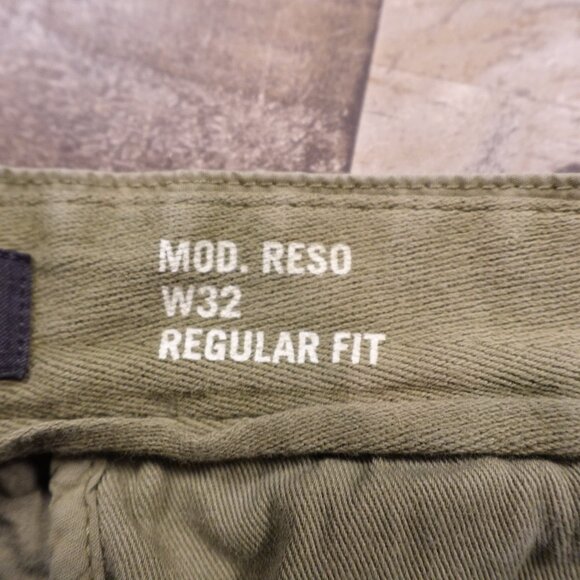 MOD. RESO
W32
REGULAR FIT